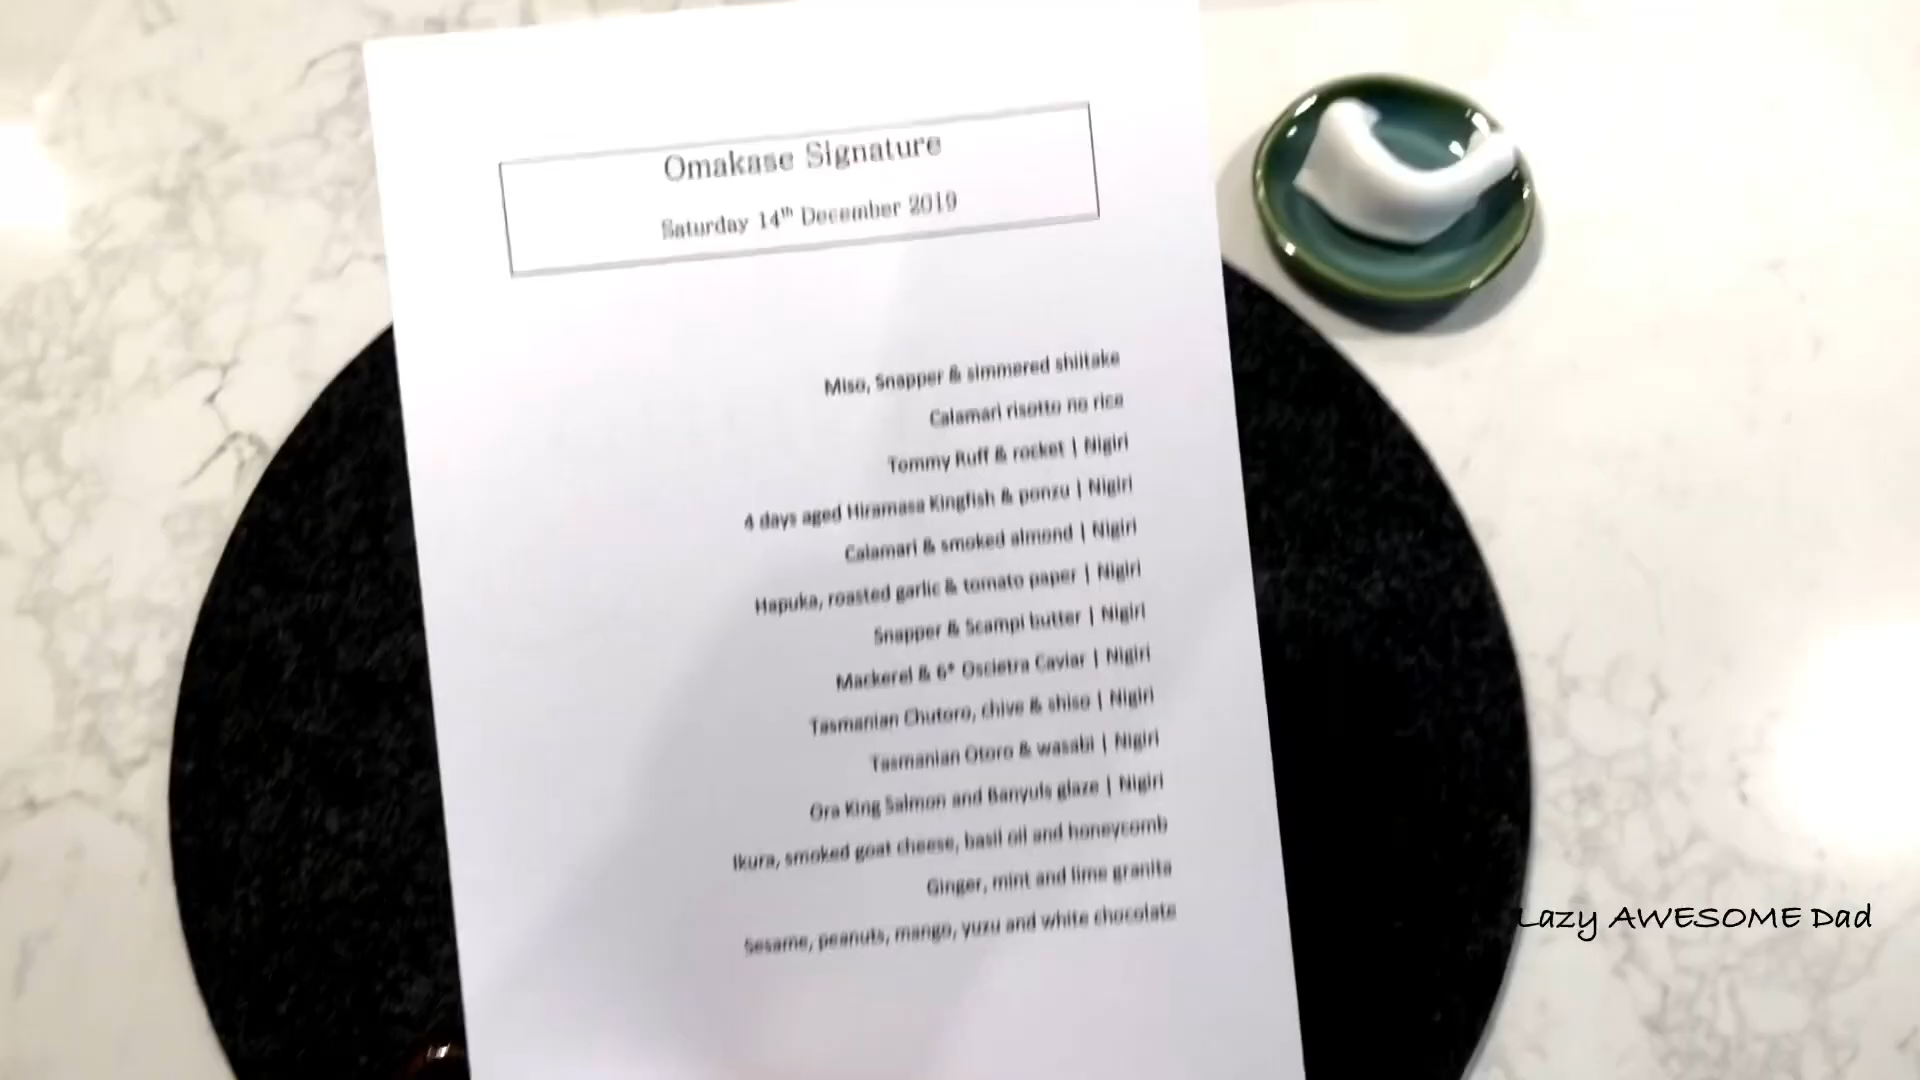 Omakase Signature
Saturday 14th December 2019
Miso, Snapper & simmered shiitake
Calamari risotto no rice
Tommy Ruff & rocket | Nigiri
4 days aged Hiramasa Kingfish & ponzu | Nigiri
Calamari & smoked almond | Nigiri
Hapuka, roasted garlic & tomato paper | Nigiri
Snapper & Scampi butter | Nigiri
Mackerel & 6* Oscietra Caviar | Nigiri
Tasmanian Chutoro, chive & shiso | Nigiri
Tasmanian Otoro & wasabi | Nigiri
Ora King Salmon and Banyuls glaze | Nigiri
Ikura, smoked goat cheese, basil oil and honeycomb
Ginger, mint and lime granita
Sesame, peanuts, mango, yuzu and white chocolate
Lazy AWESOME Dad